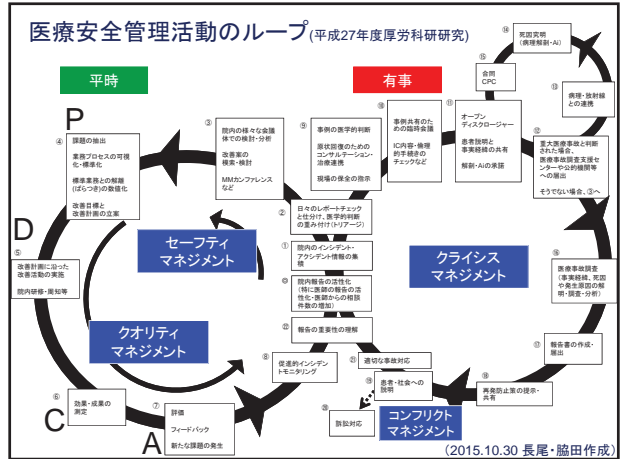 医療安全管理活動のループ(平成27年度厚労科研研究)
平時
有事
P
④
課題の抽出
業務プロセスの可視
化・標準化
標準業務との解離
(ばらつき)の数値化
改善目標と
改善計画の立案
③
院内の様々な会議
体での検討・分析
改善案の
模索・検討
MMカンファレンス
など
⑨
事例の医学的判断
原状回復のための
コンサルテーション・
治療連携
現場の保全の指示
⑩
事例共有のた
めの臨時会議
IC内容・倫理
的手続きの
チェックなど
⑪
オープン
ディスクロージャー
患者説明と
事実経緯の共有
解剖・Aiの承諾
⑮
合同
CPC
⑭
死因究明
(病理解剖・Ai)
⑬
病理・放射線
との連携
⑫
重大医療事故と判断
された場合、
医療事故調査支援セ
ンターや公的機関等
への届出
そうでない場合、③へ
②
日々のレポートチェック
と仕分け、医学的判断
の重み付け(トリアージ)
①
院内のインシデント・
アクシデント情報の集
積
⓪
院内報告の活性化
(特に医師の報告の活
性化・医師からの相談
件数の増加)
㉒
報告の重要性の理解
D
⑤
改善計画に沿った
改善活動の実施
院内研修・周知等
セーフティ
マネジメント
クオリティ
マネジメント
クライシス
マネジメント
⑯
医療事故調査
(事実経緯、死因
や発生原因の解
明・調査・分析)
⑰
報告書の作成・
届出
⑱
再発防止策の提示・
共有
⑧
促進的インシデン
トモニタリング
㉑
適切な事故対応
⑲
患者・社会への
説明
⑳
訴訟対応
コンフリクト
マネジメント
C
⑥
効果・成果の
測定
A
⑦
評価
フィードバック
新たな課題の発生
(2015.10.30 長尾・脇田作成)